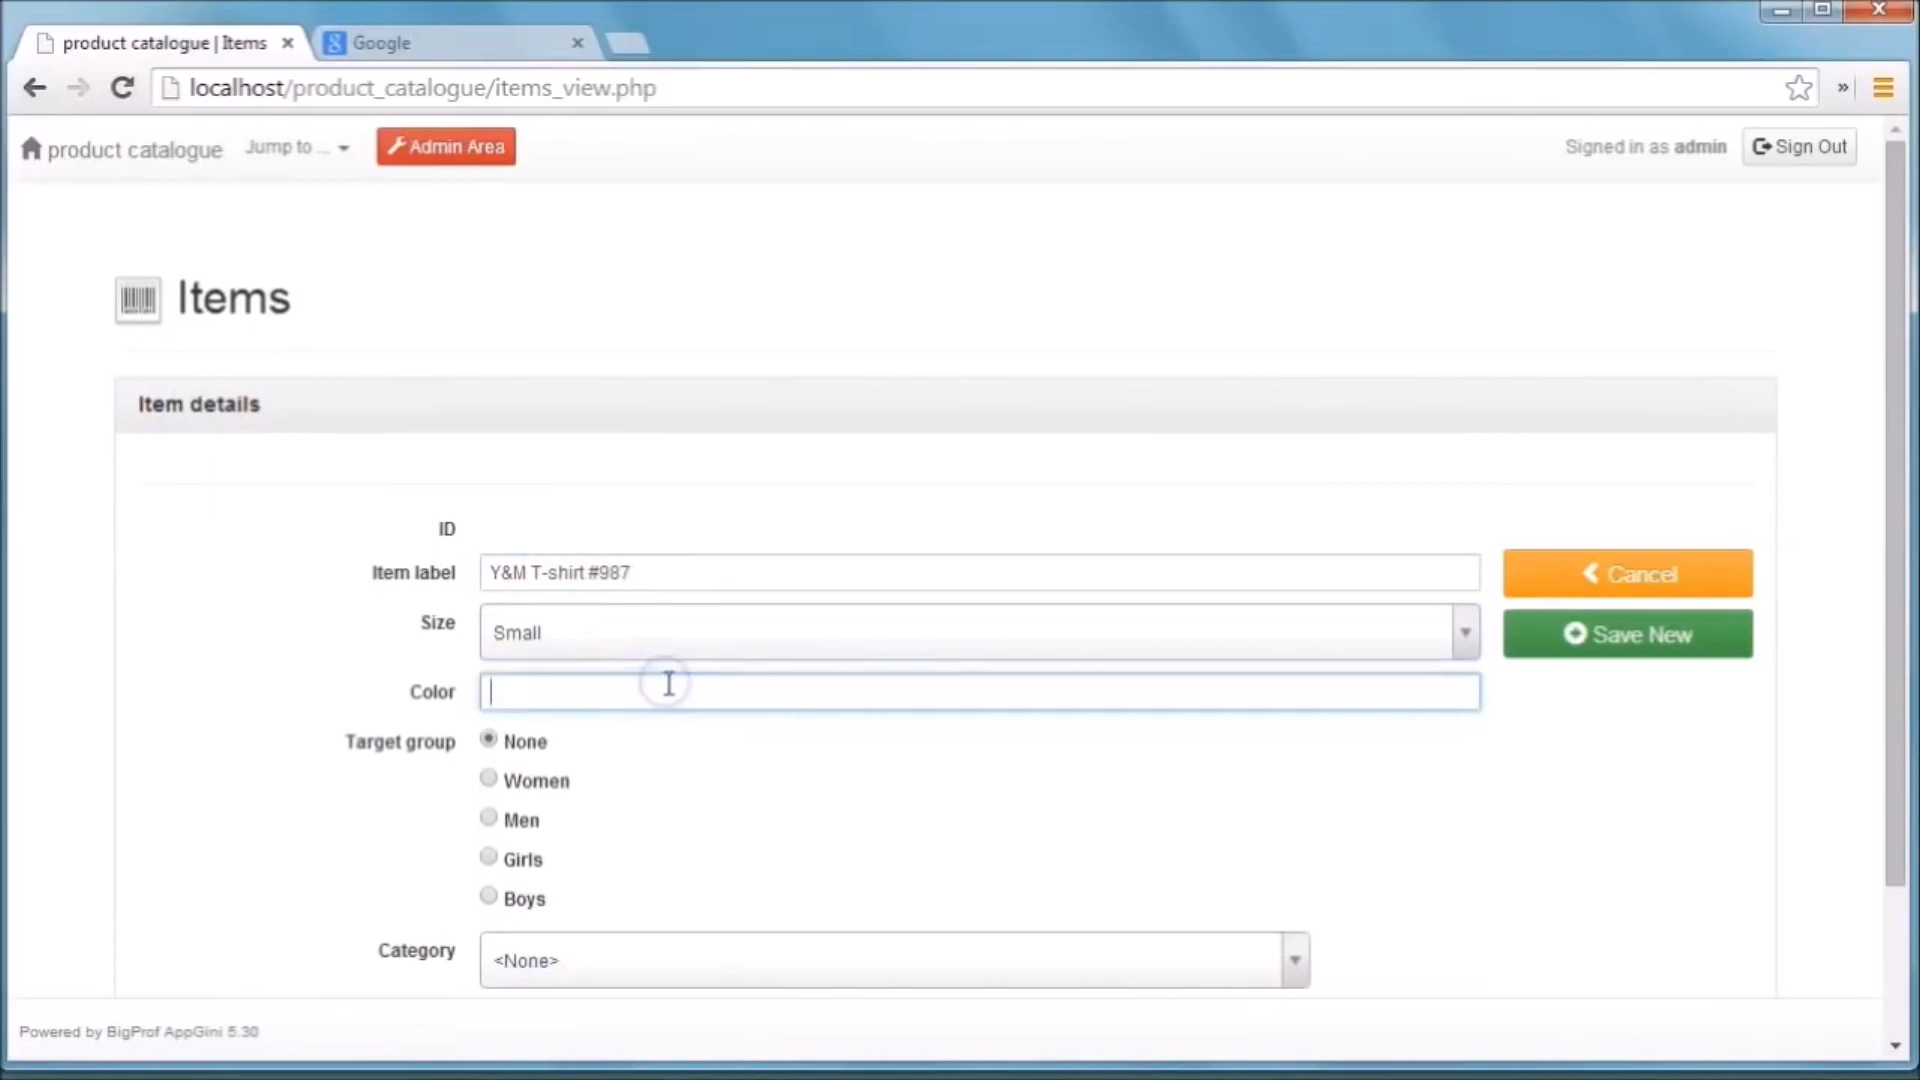 product catalogue | Items
Google
localhost/product_catalogue/items_view.php
product catalogue Jump to ... Admin Area Signed in as admin Sign Out
Items
Item details
ID
Item label Y&M T-shirt #987 Cancel
Size Small Save New
Color
Target group None
Women
Men
Girls
Boys
Category <None>
Powered by BigProf AppGini 5.30